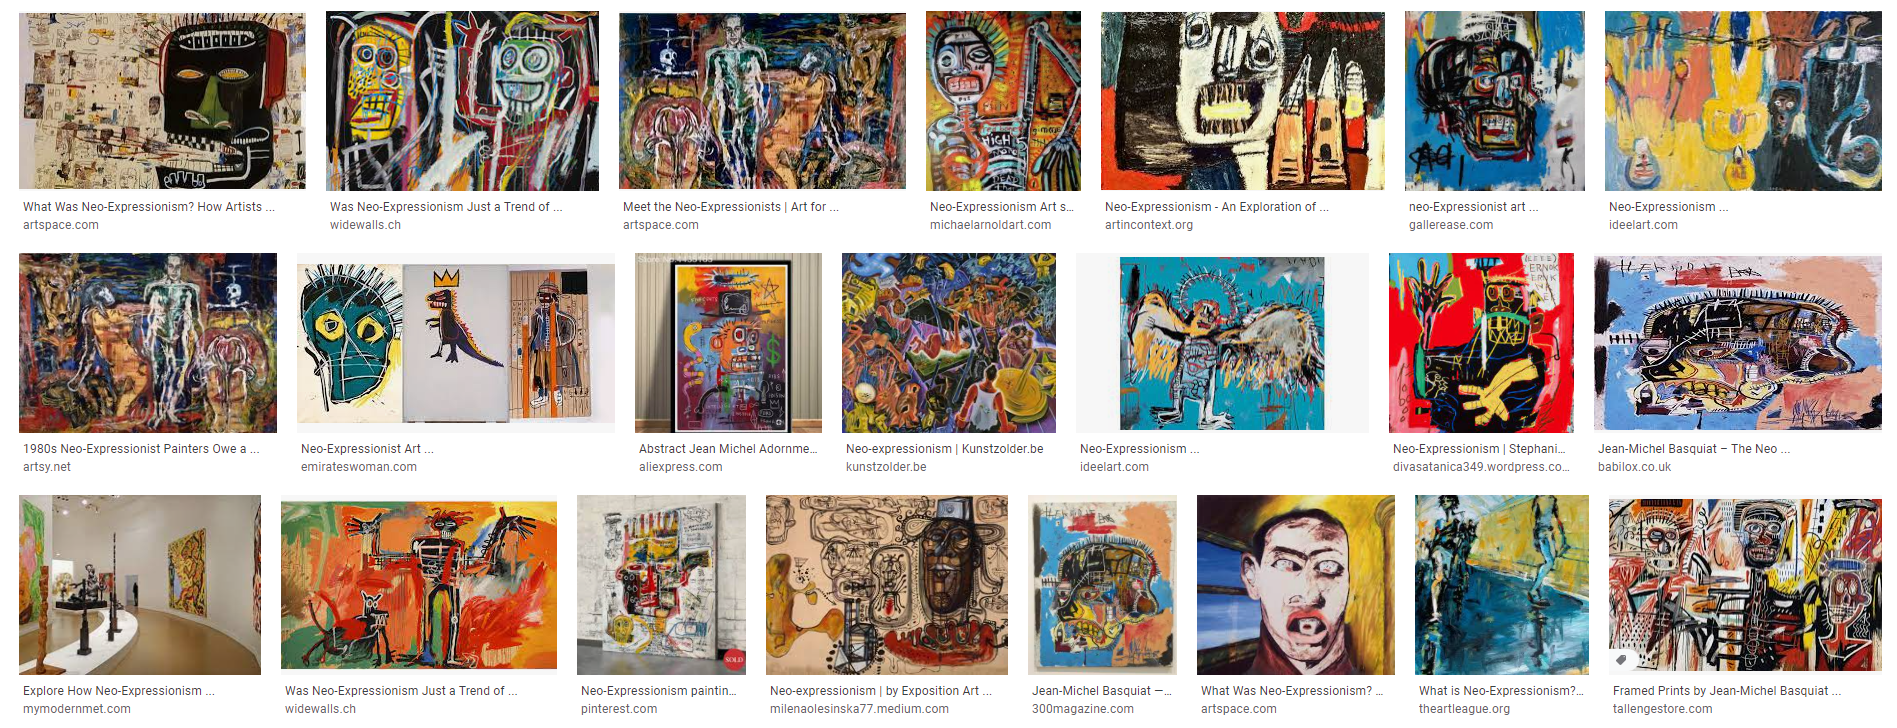 What Was Neo-Expressionism? How Artists ...
artspace.com
Was Neo-Expressionism Just a Trend of ...
widewalls.ch
Meet the Neo-Expressionists | Art for ...
artspace.com
Neo-Expressionism Art s...
michaelarnoldart.com
Neo-Expressionism - An Exploration of ...
artincontext.org
neo-expressionist art ...
gallerease.com
Neo-Expressionism ...
ideelart.com
1980s Neo-Expressionist Painters Owe a ...
artsy.net
Neo-Expressionist Art ...
emirateswoman.com
Abstract Jean Michel Adornme...
aliexpress.com
Neo-expressionism | Kunstzolder.be
kunstzolder.be
Neo-Expressionism ...
ideelart.com
Neo-Expressionism | Stephani...
divasatanica349.wordpress.co...
Jean-Michel Basquiat – The Neo ...
babilox.co.uk
SOLD
Explore How Neo-Expressionism ...
mymodernmet.com
Was Neo-Expressionism Just a Trend of ...
widewalls.ch
Neo-Expressionism paintin...
pinterest.com
Neo-expressionism | by Exposition Art ...
milenaolesinska77.medium.com
Jean-Michel Basquiat —...
300magazine.com
What Was Neo-Expressionism? ...
artspace.com
What is Neo-Expressionism?...
theartleague.org
Framed Prints by Jean-Michel Basquiat ...
tallengestore.com